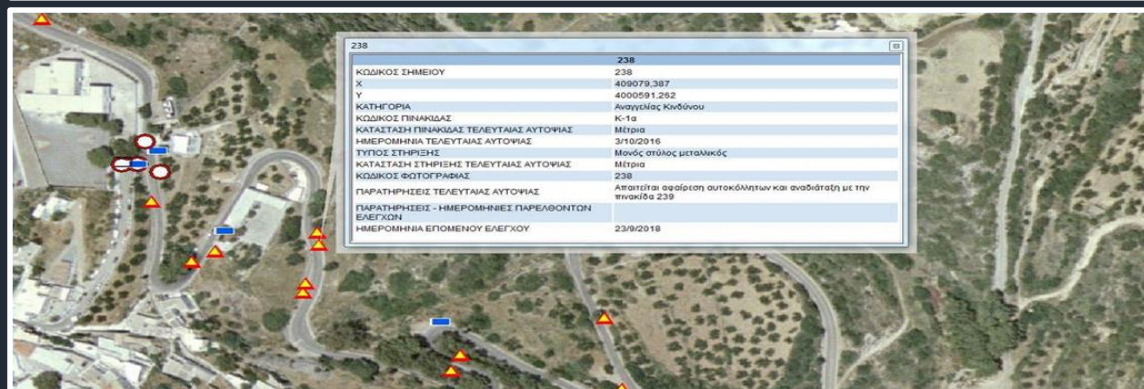 238
238
ΚΩΔΙΚΟΣ ΣΗΜΕΙΟΥ 238
X 409079,387
Y 4000591,262
ΚΑΤΗΓΟΡΙΑ Αναγγελίας Κινδύνου
ΚΩΔΙΚΟΣ ΠΙΝΑΚΙΔΑΣ Κ-1α
ΚΑΤΑΣΤΑΣΗ ΠΙΝΑΚΙΔΑΣ ΤΕΛΕΥΤΑΙΑΣ ΑΥΤΟΨΙΑΣ Μέτρια
ΗΜΕΡΟΜΗΝΙΑ ΤΕΛΕΥΤΑΙΑΣ ΑΥΤΟΨΙΑΣ 3/10/2016
ΤΥΠΟΣ ΣΤΗΡΙΞΗΣ Μονός στύλος μεταλλικός
ΚΑΤΑΣΤΑΣΗ ΣΤΗΡΙΞΗΣ ΤΕΛΕΥΤΑΙΑΣ ΑΥΤΟΨΙΑΣ Μέτρια
ΚΩΔΙΚΟΣ ΦΩΤΟΓΡΑΦΙΑΣ 238
ΠΑΡΑΤΗΡΗΣΕΙΣ ΤΕΛΕΥΤΑΙΑΣ ΑΥΤΟΨΙΑΣ Απαιτείται αφαίρεση αυτοκόλλητων και αναδιάταξη με την
πινακίδα 239
ΠΑΡΑΤΗΡΗΣΕΙΣ - ΗΜΕΡΟΜΗΝΙΕΣ ΠΑΡΕΛΘΟΝΤΩΝ
ΕΛΕΓΧΩΝ
ΗΜΕΡΟΜΗΝΙΑ ΕΠΟΜΕΝΟΥ ΕΛΕΓΧΟΥ 23/9/2018